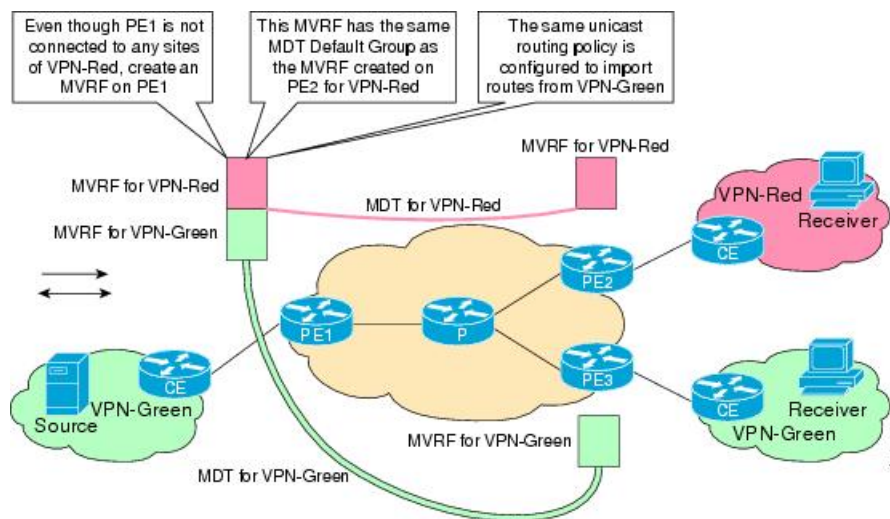 Even though PE1 is not
connected to any sites
of VPN-Red, create an
MVRF on PE1
This MVRF has the same
MDT Default Group as
the MVRF created on
PE2 for VPN-Red
The same unicast
routing policy is
configured to import
routes from VPN-Green
MVRF for VPN-Red
MVRF for VPN-Red
MDT for VPN-Red
MVRF for VPN-Green
VPN-Red
Receiver
CE
PE2
PE1
P
PE3
CE
VPN-Green
Source
CE
Receiver
VPN-Green
MVRF for VPN-Green
MDT for VPN-Green